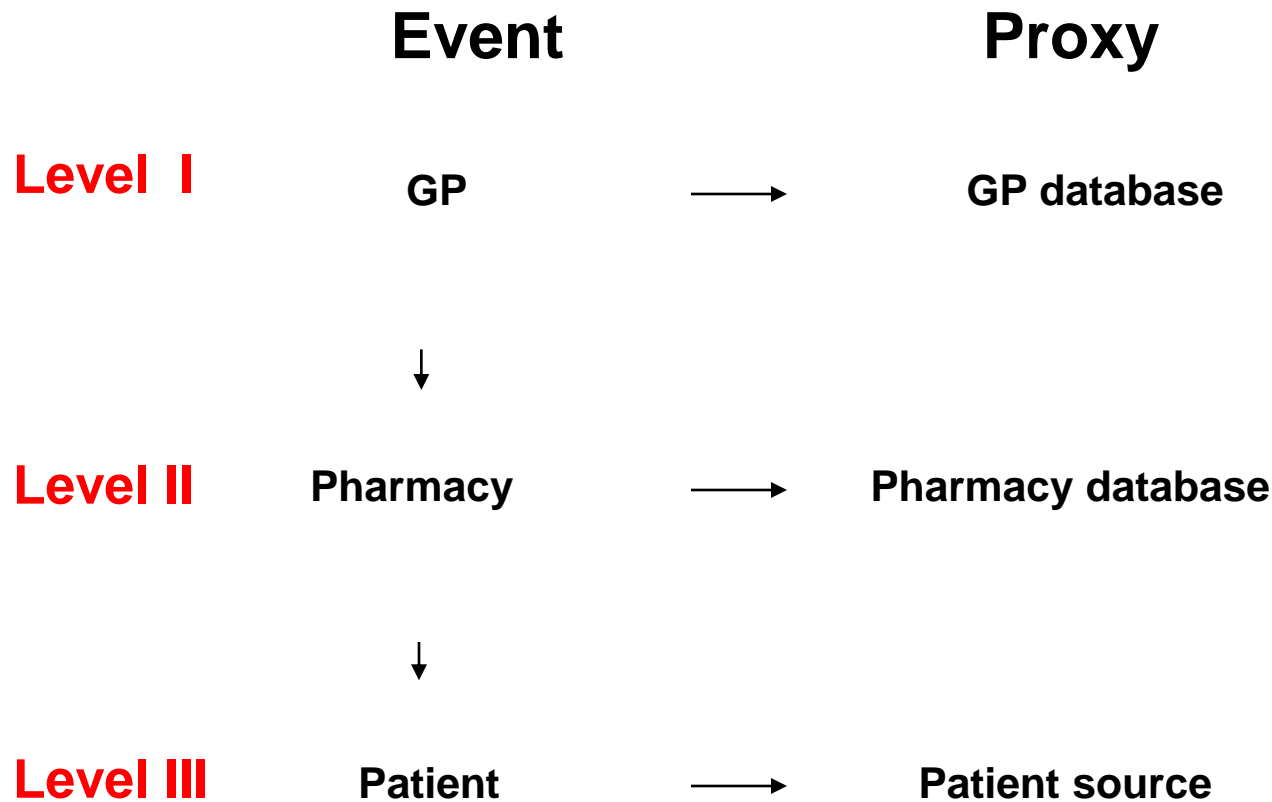 Event Proxy
Level I GP GP database
Level II Pharmacy Pharmacy database
Level III Patient Patient source